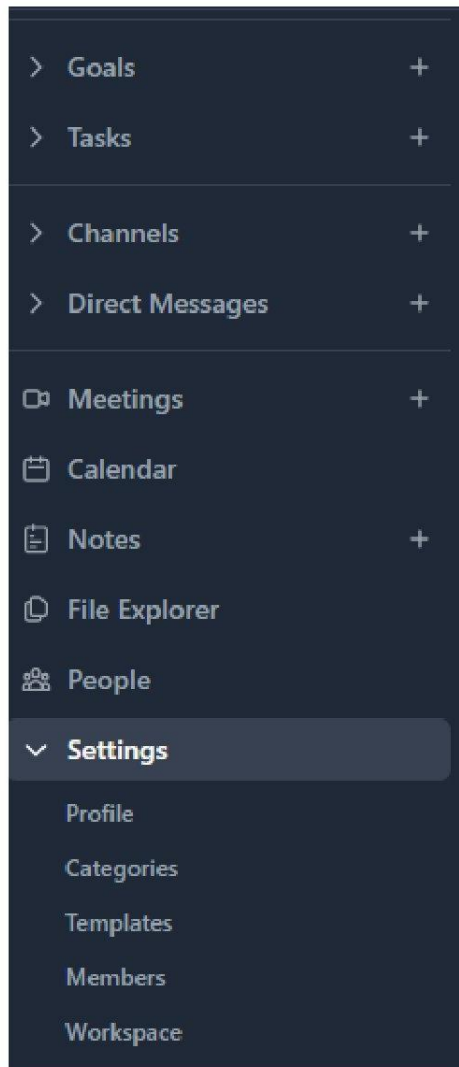 Goals +
Tasks +
Channels +
Direct Messages +
Meetings +
Calendar
Notes +
File Explorer
People
Settings
Profile
Categories
Templates
Members
Workspace